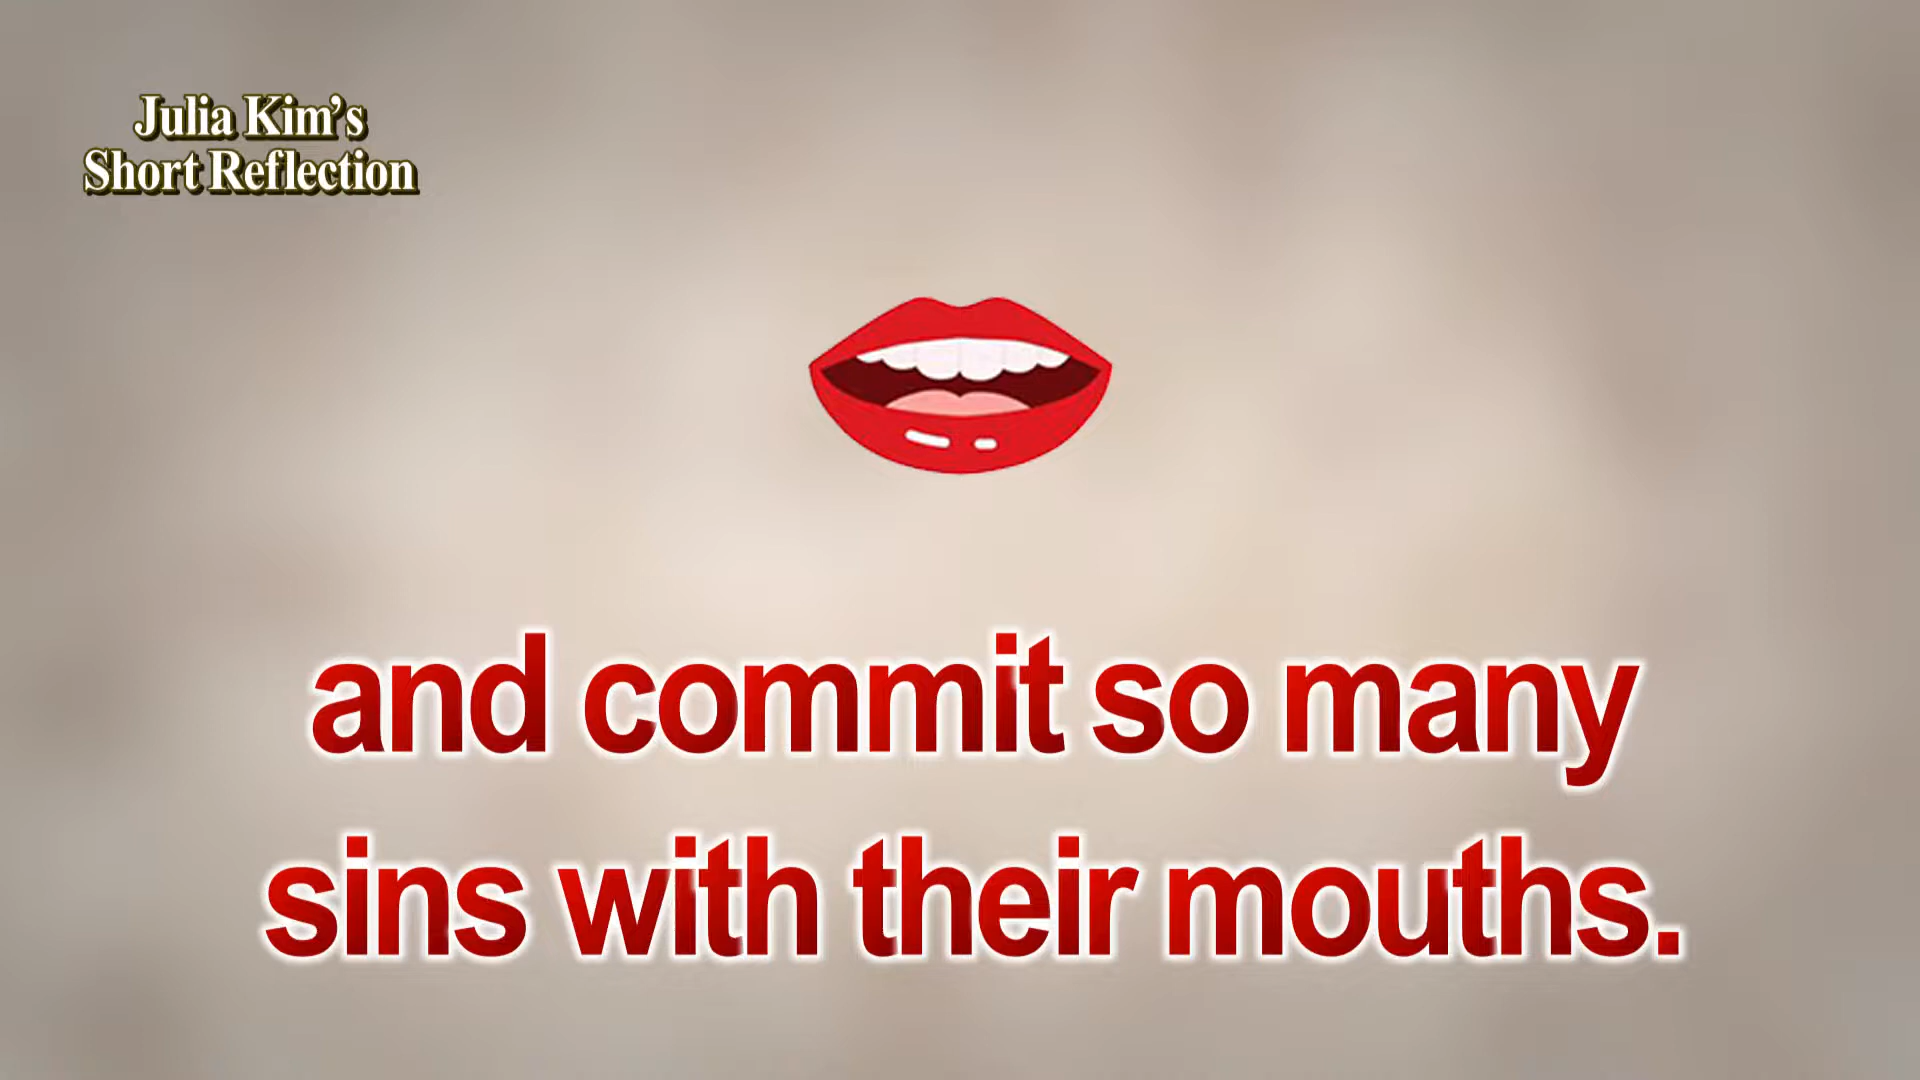 Julia Kim's
Short Reflection
and commit so many
sins with their mouths.